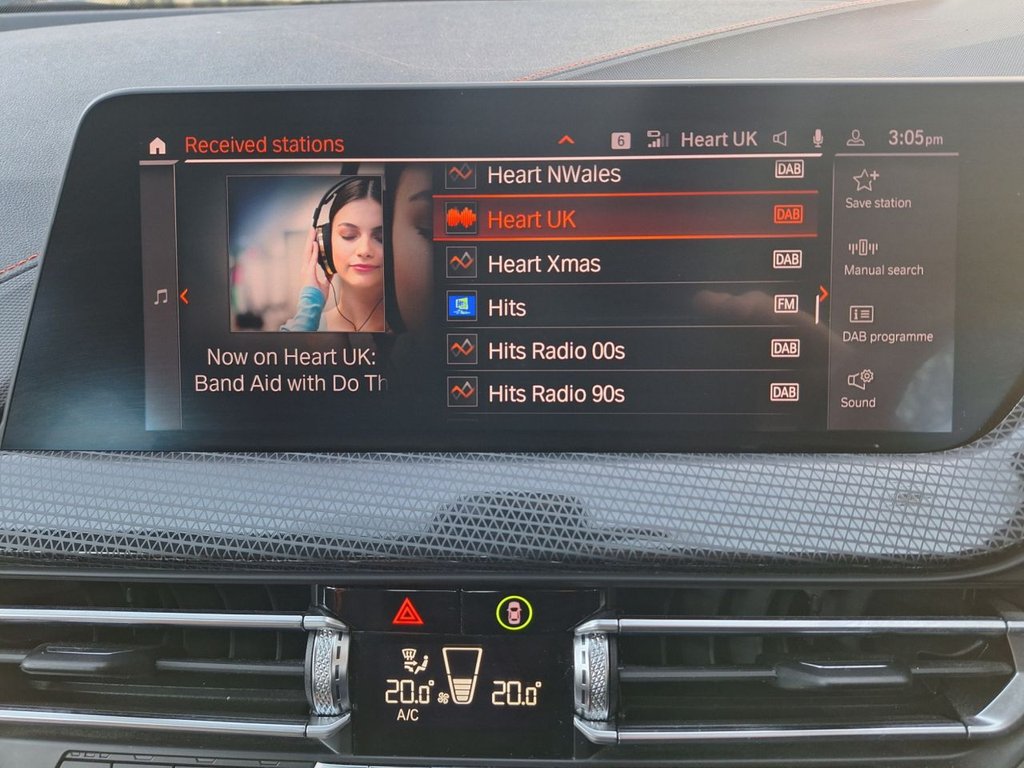 Received stations
6
Heart UK
3:05pm
Heart NWales DAB
Heart UK DAB
Heart Xmas DAB
Hits FM
Hits Radio 00s DAB
Hits Radio 90s DAB
Now on Heart UK:
Band Aid with Do Th
Save station
Manual search
DAB programme
Sound
20.0° 20.0°
A/C